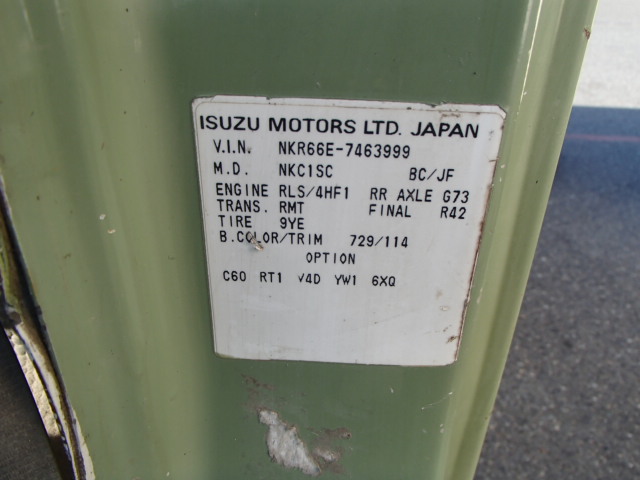 ISUZU MOTORS LTD. JAPAN
V.I.N. NKR66E-7463999
M.D. NKC1SC BC/JF
ENGINE RLS/4HF1 RR AXLE G73
TRANS. RMT FINAL R42
TIRE 9YE
B.COLOR/TRIM 729/114
OPTION
C60 RT1 V4D YW1 6XQ